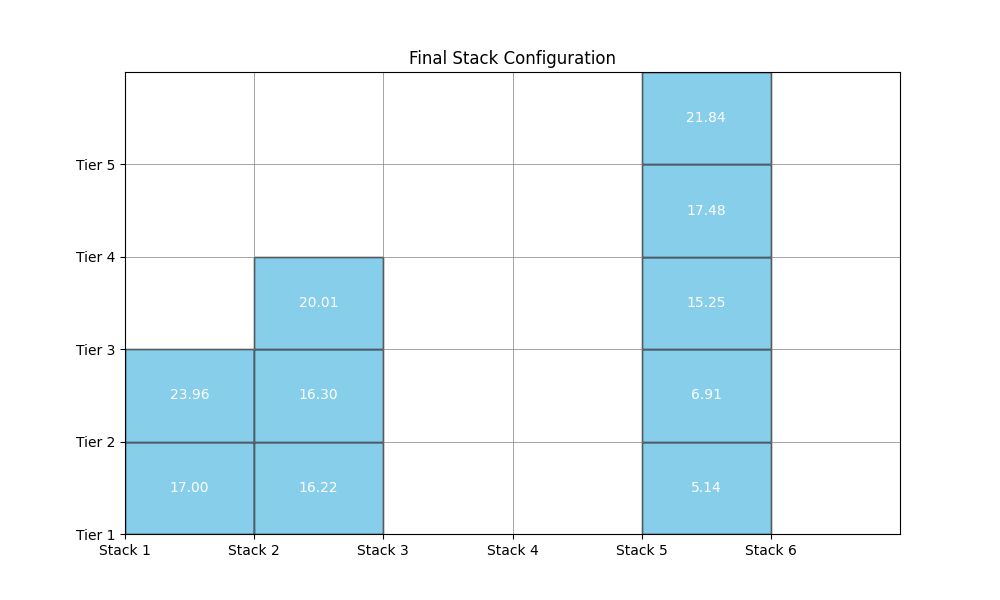 Final Stack Configuration
21.84
Tier 5
17.48
Tier 4
20.01
15.25
Tier 3
23.96
16.30
6.91
Tier 2
17.00
16.22
5.14
Tier 1
Stack 1
Stack 2
Stack 3
Stack 4
Stack 5
Stack 6